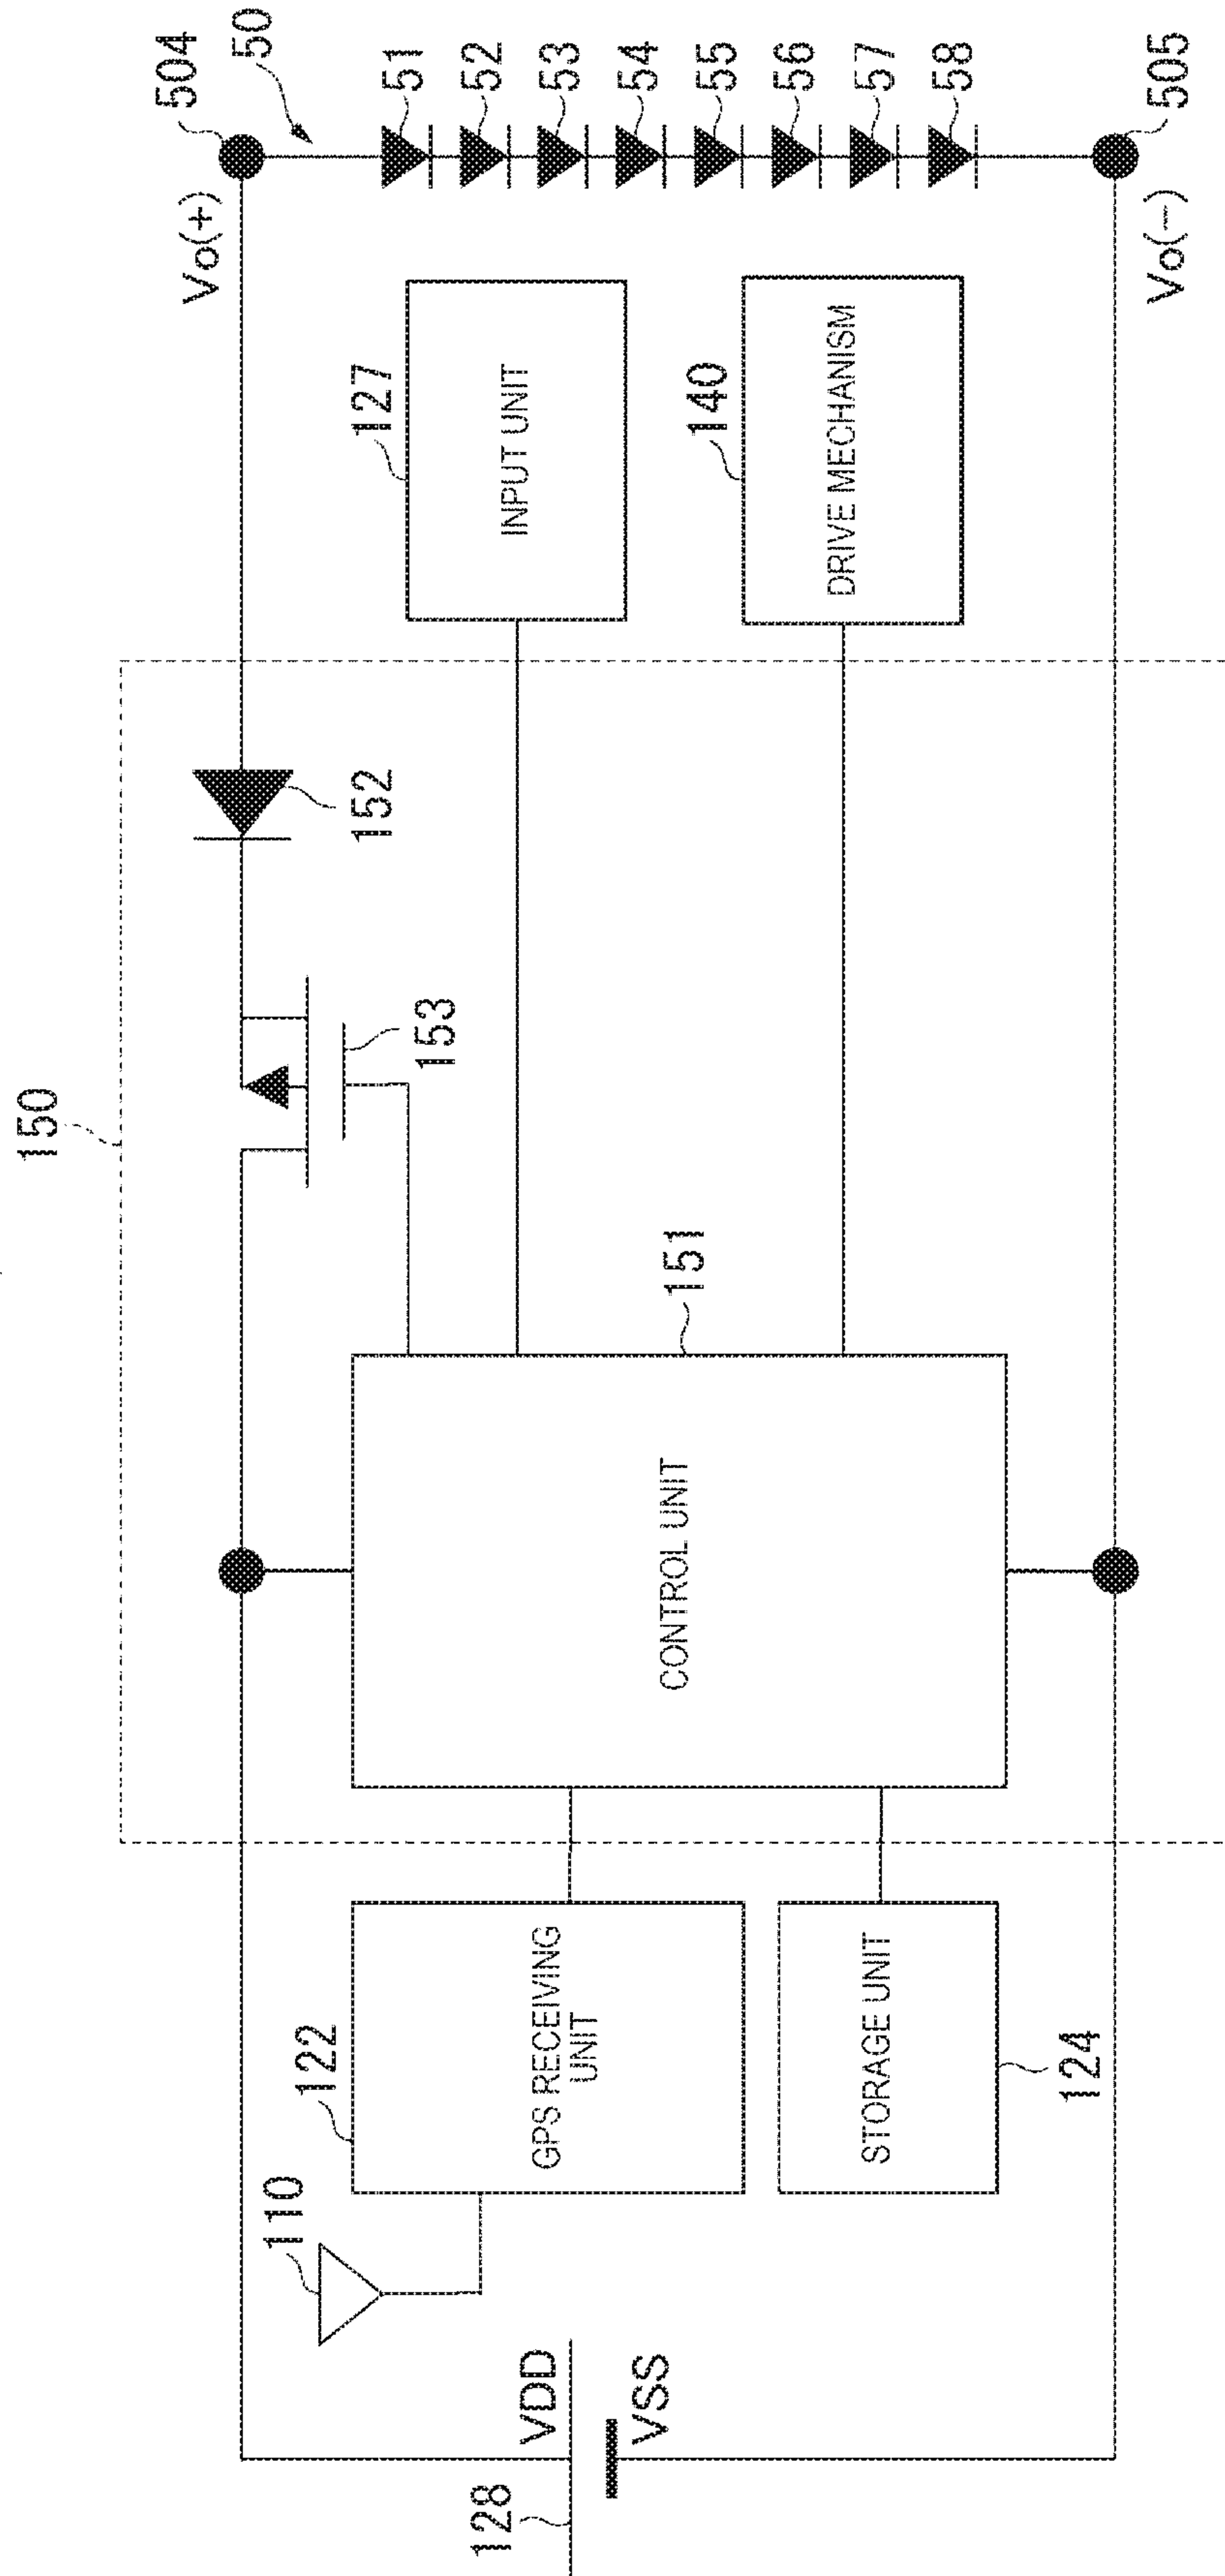 150
128
VDD
VSS
110
122
GPS RECEIVING
UNIT
STORAGE UNIT
124
CONTROL UNIT
151
153
152
127
INPUT UNIT
140
DRIVE MECHANISM
Vo(+)
504
50
51
52
53
54
55
56
57
58
Vo(−)
505